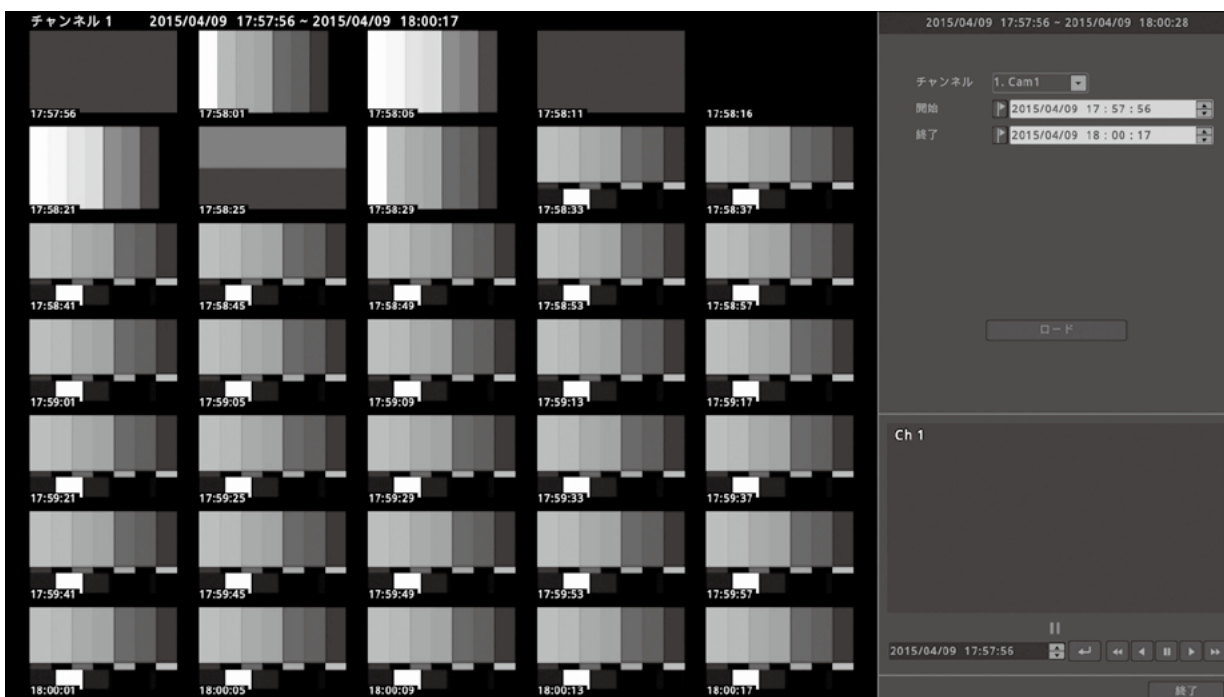 チャンネル 1 2015/04/09 17:57:56 ~ 2015/04/09 18:00:17
17:57:56 17:58:01 17:58:06 17:58:11 17:58:16
17:58:21 17:58:25 17:58:29 17:58:33 17:58:37
17:58:41 17:58:45 17:58:49 17:58:53 17:58:57
17:59:01 17:59:05 17:59:09 17:59:13 17:59:17
17:59:21 17:59:25 17:59:29 17:59:33 17:59:37
17:59:41 17:59:45 17:59:49 17:59:53 17:59:57
18:00:01 18:00:05 18:00:09 18:00:13 18:00:17
2015/04/09 17:57:56 ~ 2015/04/09 18:00:28
チャンネル 1. Cam1
開始 2015/04/09 17 : 57 : 56
終了 2015/04/09 18 : 00 : 17
ロード
Ch 1
2015/04/09 17:57:56
終了